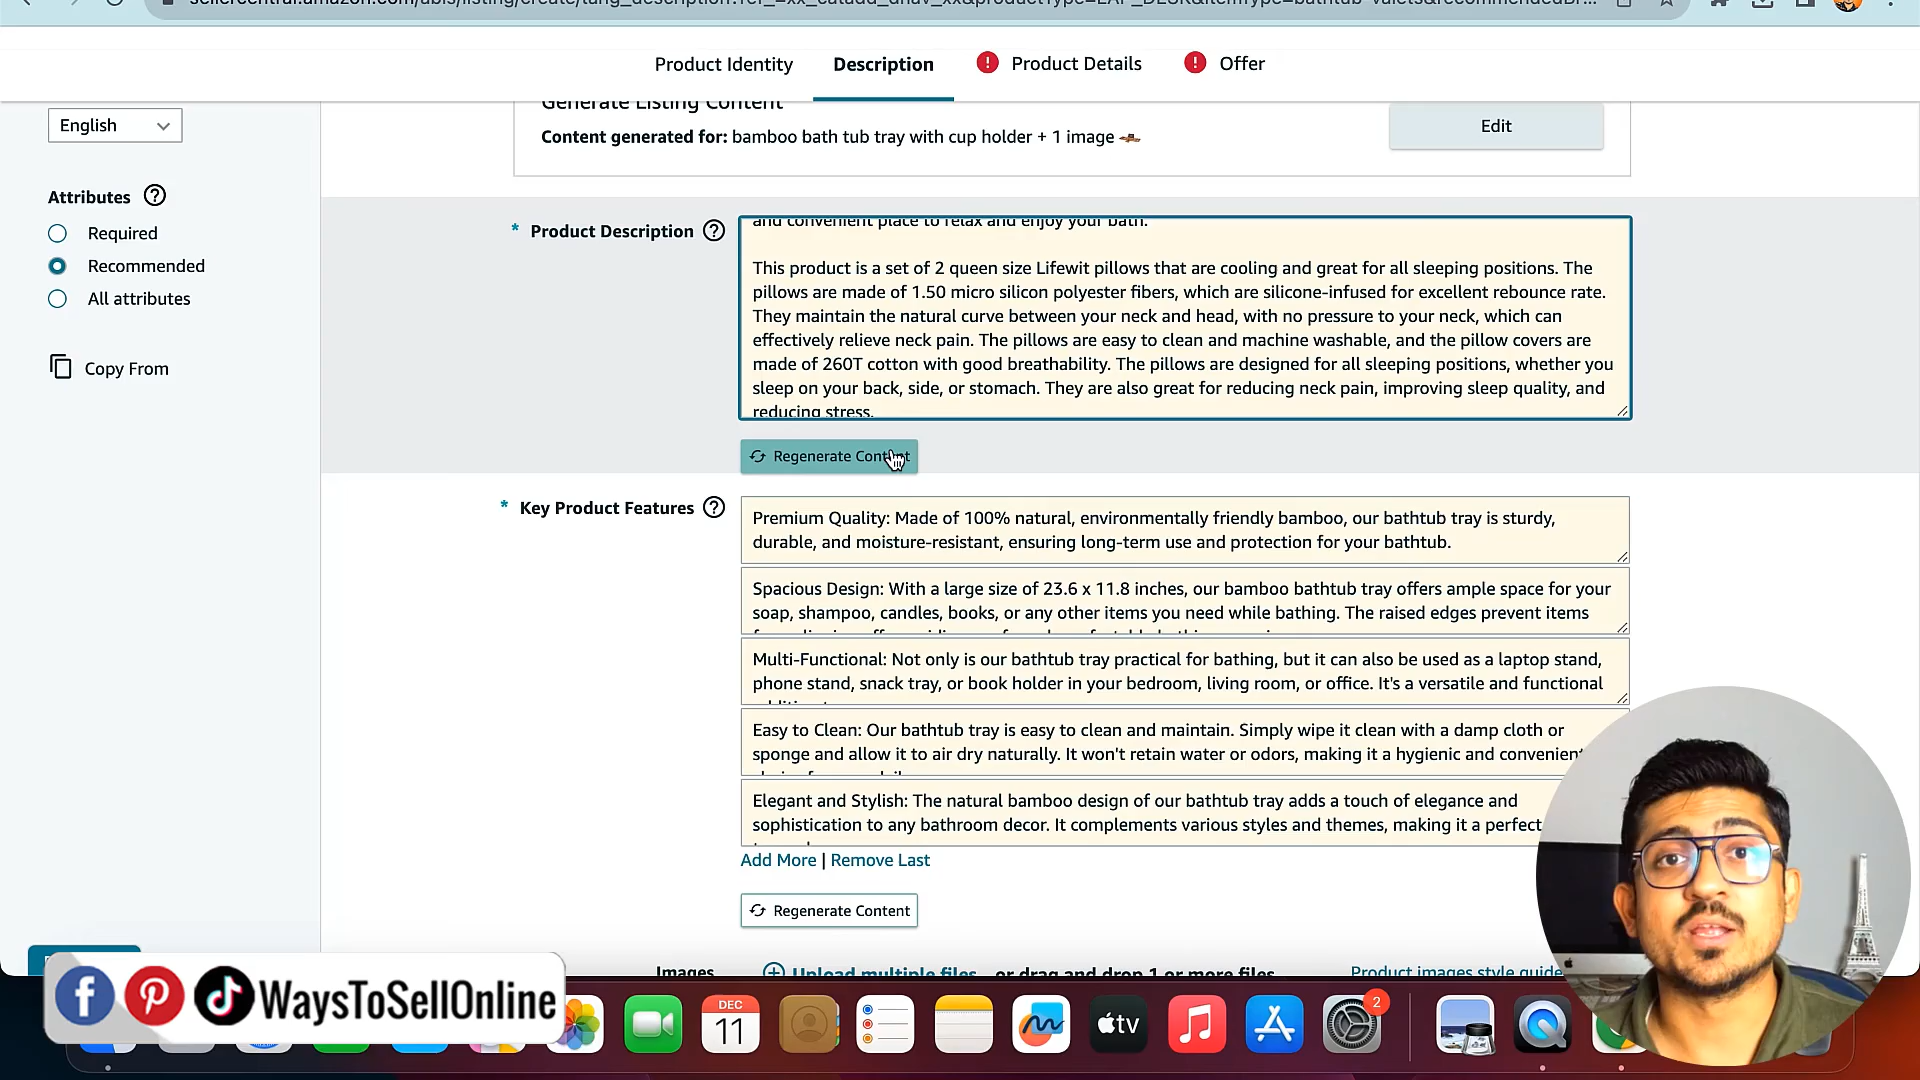 Product Identity
Description
Product Details
Offer
English
Generate Listing Content
Content generated for: bamboo bath tub tray with cup holder + 1 image
Edit
Attributes
Required
Recommended
All attributes
Copy From
* Product Description
and convenient place to relax and enjoy your bath.
This product is a set of 2 queen size Lifewit pillows that are cooling and great for all sleeping positions. The
pillows are made of 1.50 micro silicon polyester fibers, which are silicone-infused for excellent rebounce rate.
They maintain the natural curve between your neck and head, with no pressure to your neck, which can
effectively relieve neck pain. The pillows are easy to clean and machine washable, and the pillow covers are
made of 260T cotton with good breathability. The pillows are designed for all sleeping positions, whether you
sleep on your back, side, or stomach. They are also great for reducing neck pain, improving sleep quality, and
reducing stress.
Regenerate Content
* Key Product Features
Premium Quality: Made of 100% natural, environmentally friendly bamboo, our bathtub tray is sturdy,
durable, and moisture-resistant, ensuring long-term use and protection for your bathtub.
Spacious Design: With a large size of 23.6 x 11.8 inches, our bamboo bathtub tray offers ample space for your
soap, shampoo, candles, books, or any other items you need while bathing. The raised edges prevent items
Multi-Functional: Not only is our bathtub tray practical for bathing, but it can also be used as a laptop stand,
phone stand, snack tray, or book holder in your bedroom, living room, or office. It's a versatile and functional
Easy to Clean: Our bathtub tray is easy to clean and maintain. Simply wipe it clean with a damp cloth or
sponge and allow it to air dry naturally. It won't retain water or odors, making it a hygienic and convenient
Elegant and Stylish: The natural bamboo design of our bathtub tray adds a touch of elegance and
sophistication to any bathroom decor. It complements various styles and themes, making it a perfect
Add More | Remove Last
Regenerate Content
Images
Upload multiple files or drag and drop 1 or more files
Product images style guide
WaysToSellOnline
DEC
11
tv
2